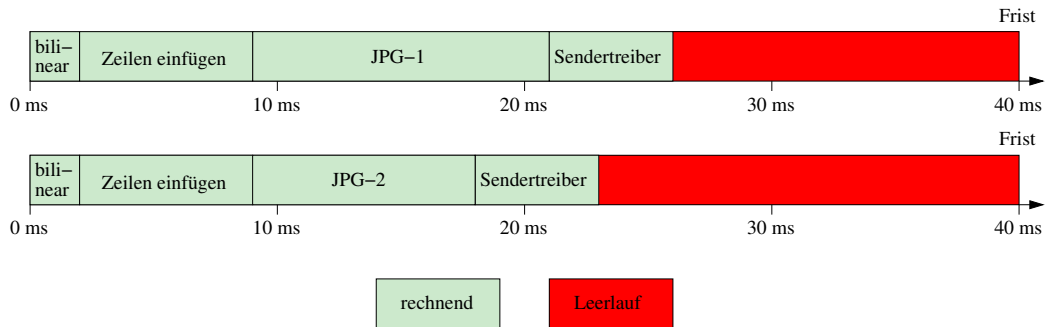 Frist
bili−
near
Zeilen einfügen
JPG−1
Sendertreiber
0 ms
10 ms
20 ms
30 ms
40 ms
Frist
bili−
near
Zeilen einfügen
JPG−2
Sendertreiber
0 ms
10 ms
20 ms
30 ms
40 ms
rechnend
Leerlauf